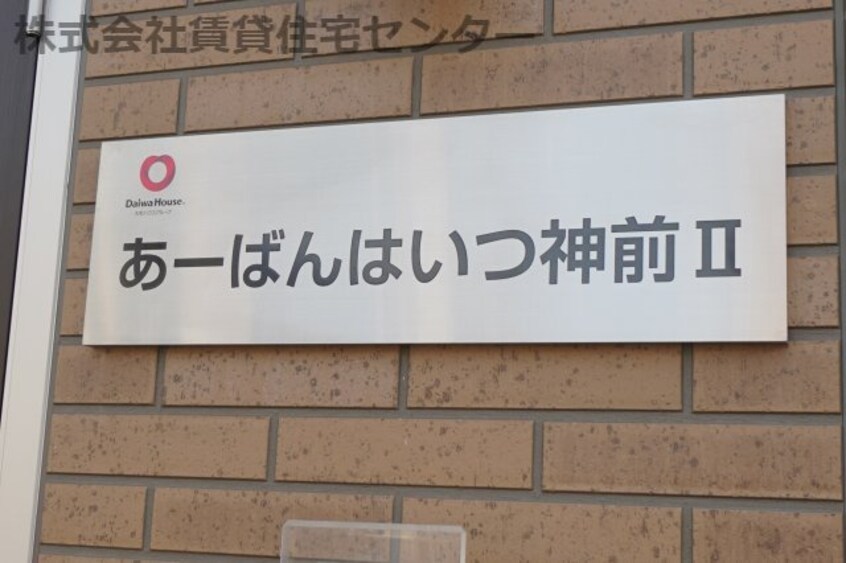 株式会社賃貸住宅センター
Daiwa House.
あーばんはいつ神前Ⅱ